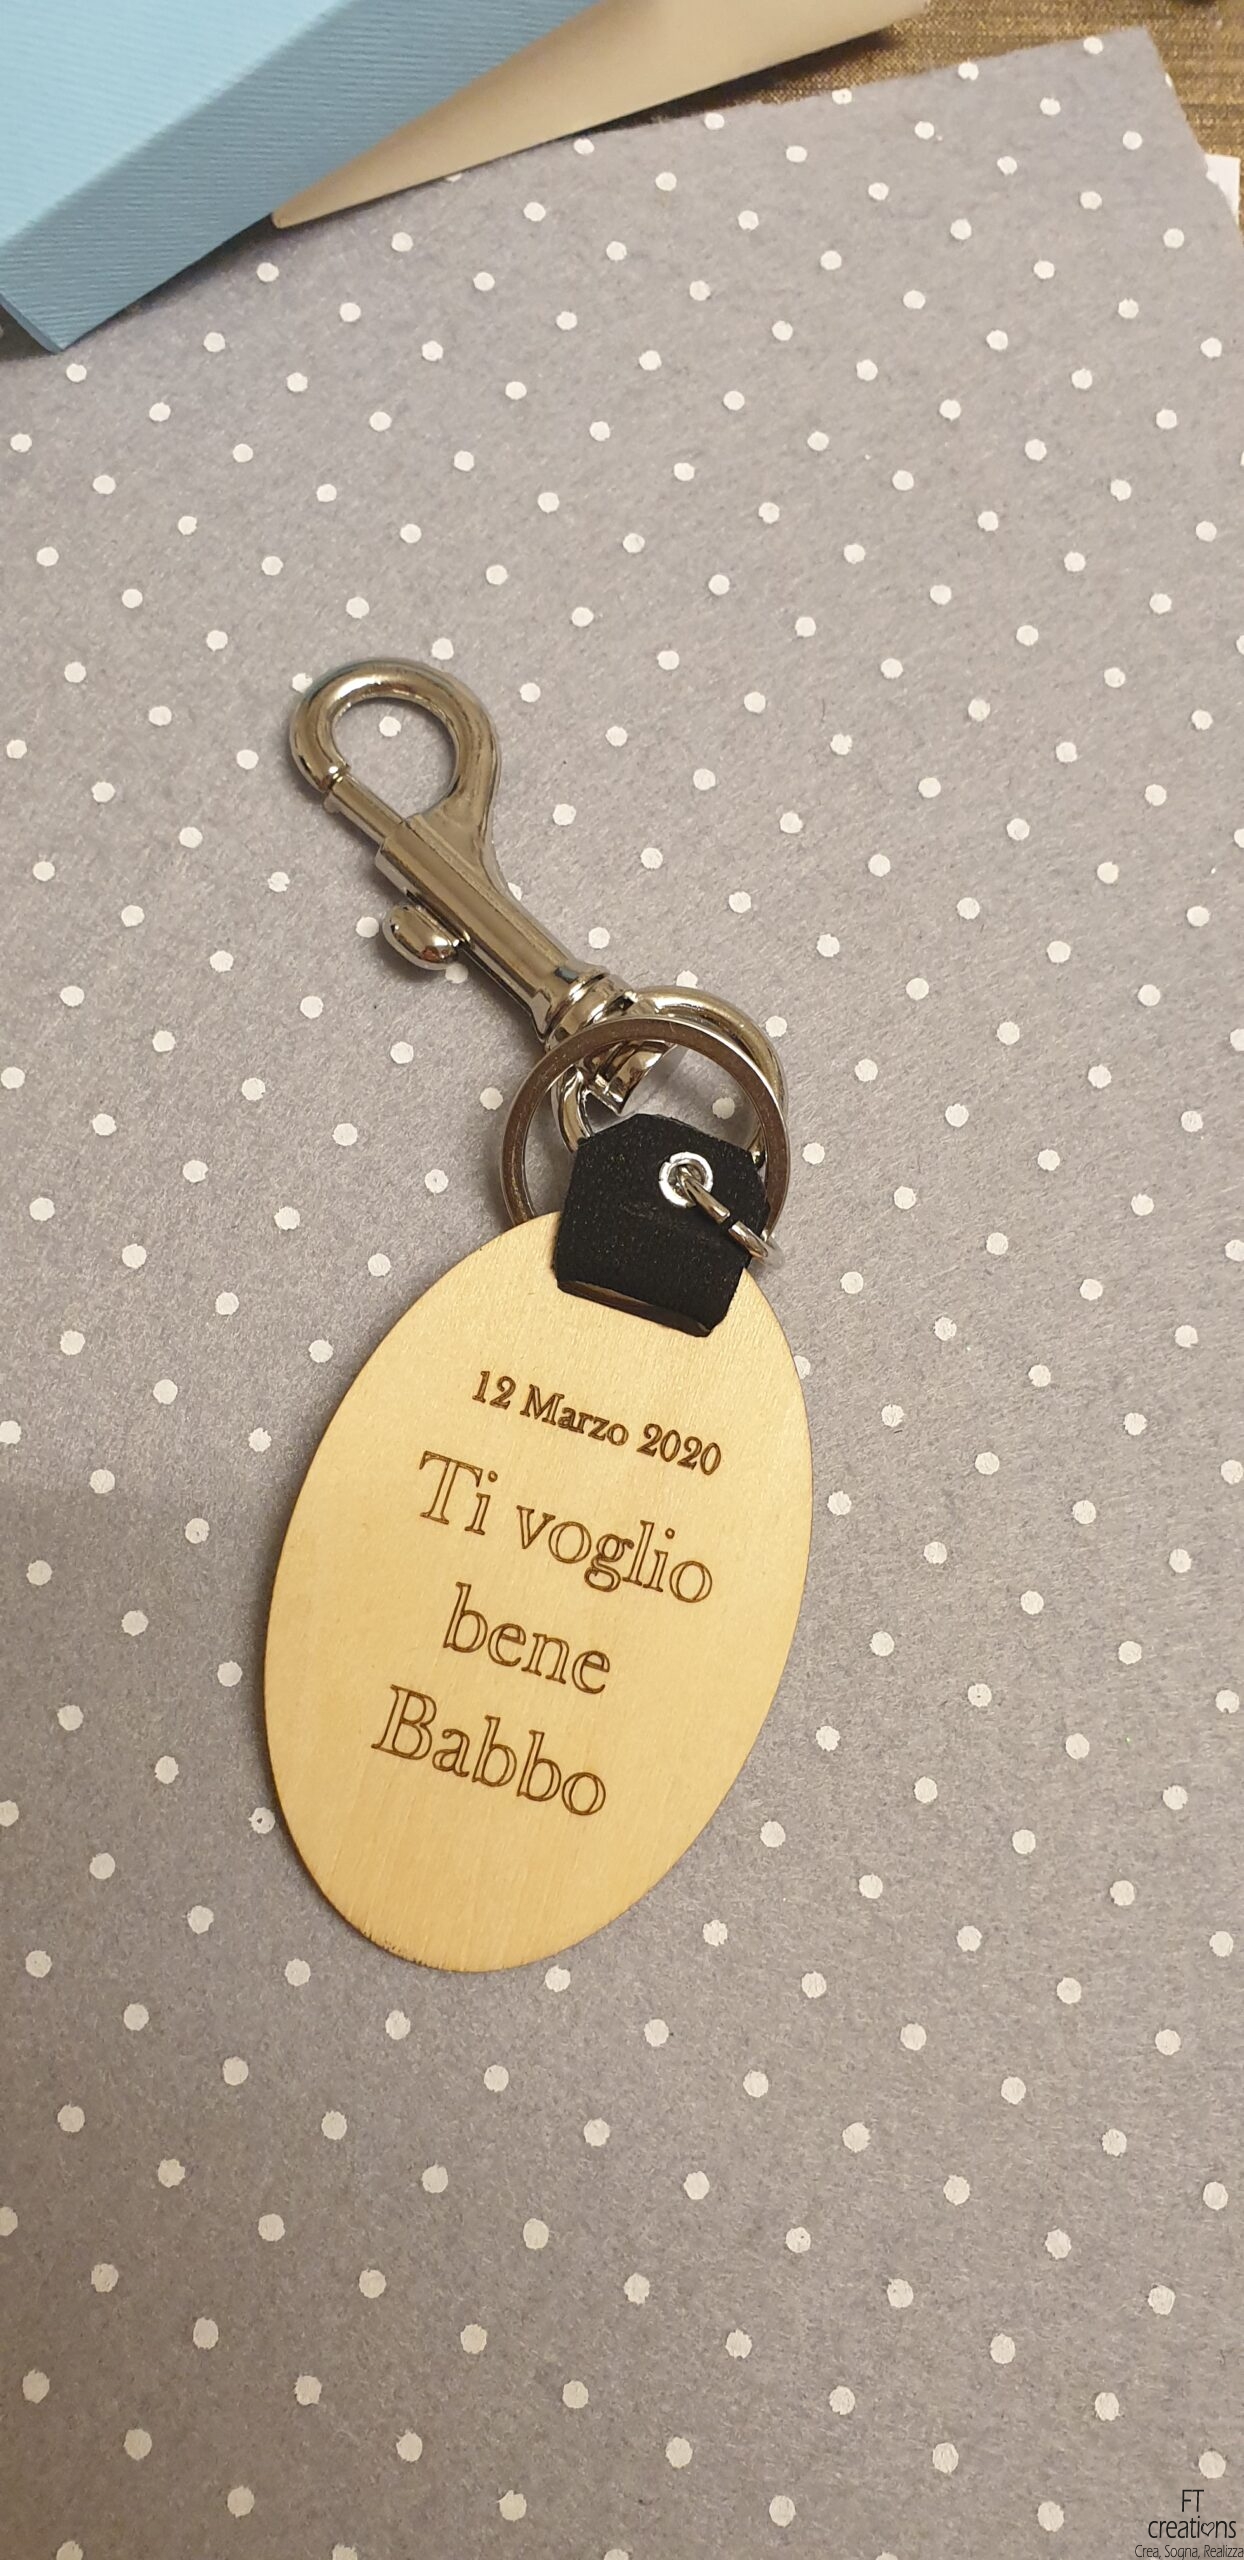 12 Marzo 2020
Ti voglio
bene
Babbo
FT
creations
Crea, Sogna, Realizza